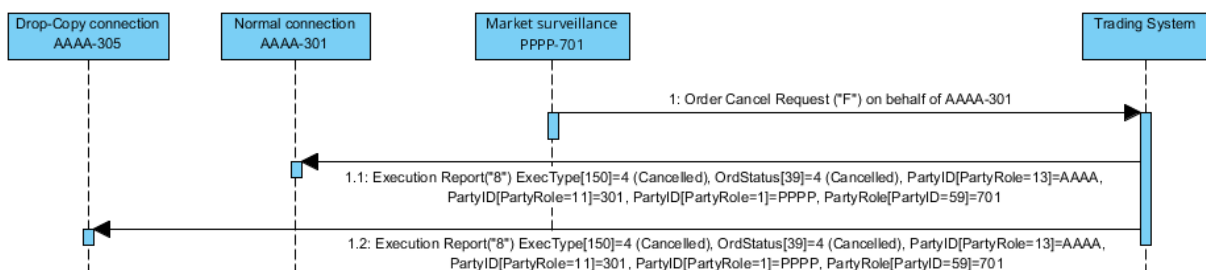 Drop-Copy connection
AAAA-305
Normal connection
AAAA-301
Market surveillance
PPPP-701
Trading System
1: Order Cancel Request ("F") on behalf of AAAA-301
1.1: Execution Report("8") ExecType[150]=4 (Cancelled), OrdStatus[39]=4 (Cancelled), PartyID[PartyRole=13]=AAAA,
PartyID[PartyRole=11]=301, PartyID[PartyRole=1]=PPPP, PartyRole[PartyID=59]=701
1.2: Execution Report("8") ExecType[150]=4 (Cancelled), OrdStatus[39]=4 (Cancelled), PartyID[PartyRole=13]=AAAA,
PartyID[PartyRole=11]=301, PartyID[PartyRole=1]=PPPP, PartyRole[PartyID=59]=701